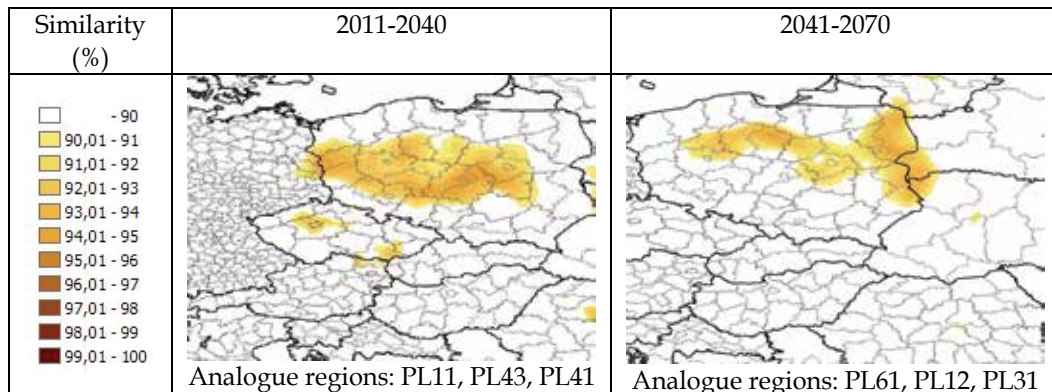 Similarity (%)
2011-2040
2041-2070
- 90
90,01 - 91
91,01 - 92
92,01 - 93
93,01 - 94
94,01 - 95
95,01 - 96
96,01 - 97
97,01 - 98
98,01 - 99
99,01 - 100
Analogue regions: PL11, PL43, PL41
Analogue regions: PL61, PL12, PL31